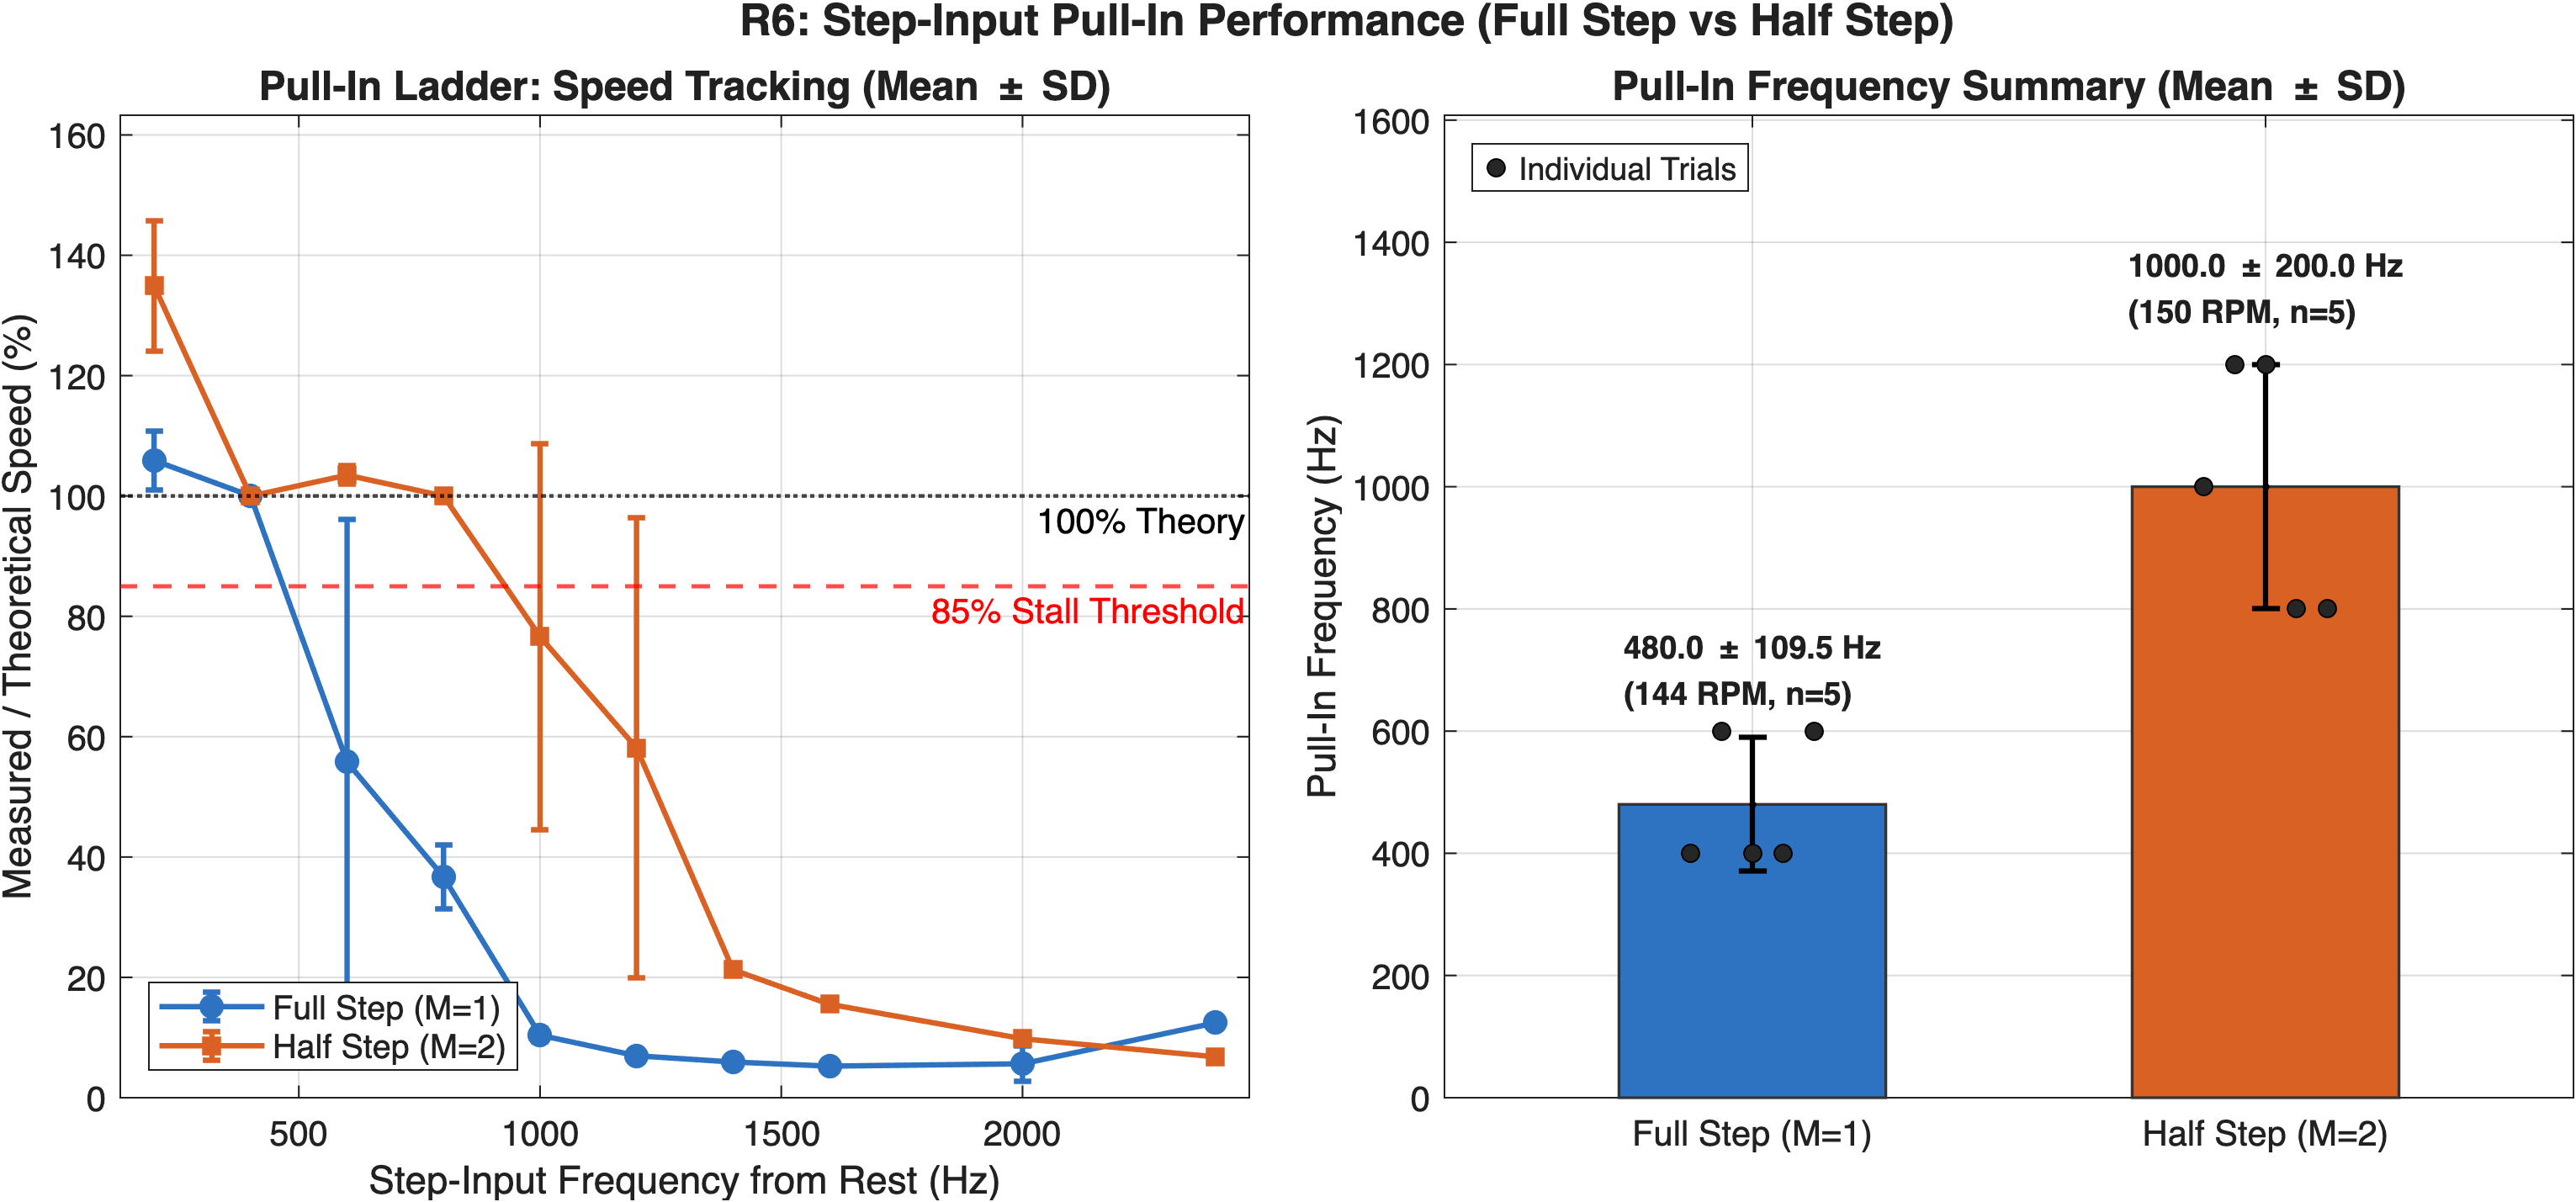 R6: Step-Input Pull-In Performance (Full Step vs Half Step)
Pull-In Ladder: Speed Tracking (Mean ± SD)
Measured / Theoretical Speed (%)
160
140
120
100
80
60
40
20
0
100% Theory
85% Stall Threshold
Full Step (M=1)
Half Step (M=2)
500 1000 1500 2000
Step-Input Frequency from Rest (Hz)
Pull-In Frequency Summary (Mean ± SD)
Pull-In Frequency (Hz)
1600
1400
1200
1000
800
600
400
200
0
Individual Trials
480.0 ± 109.5 Hz
(144 RPM, n=5)
1000.0 ± 200.0 Hz
(150 RPM, n=5)
Full Step (M=1) Half Step (M=2)